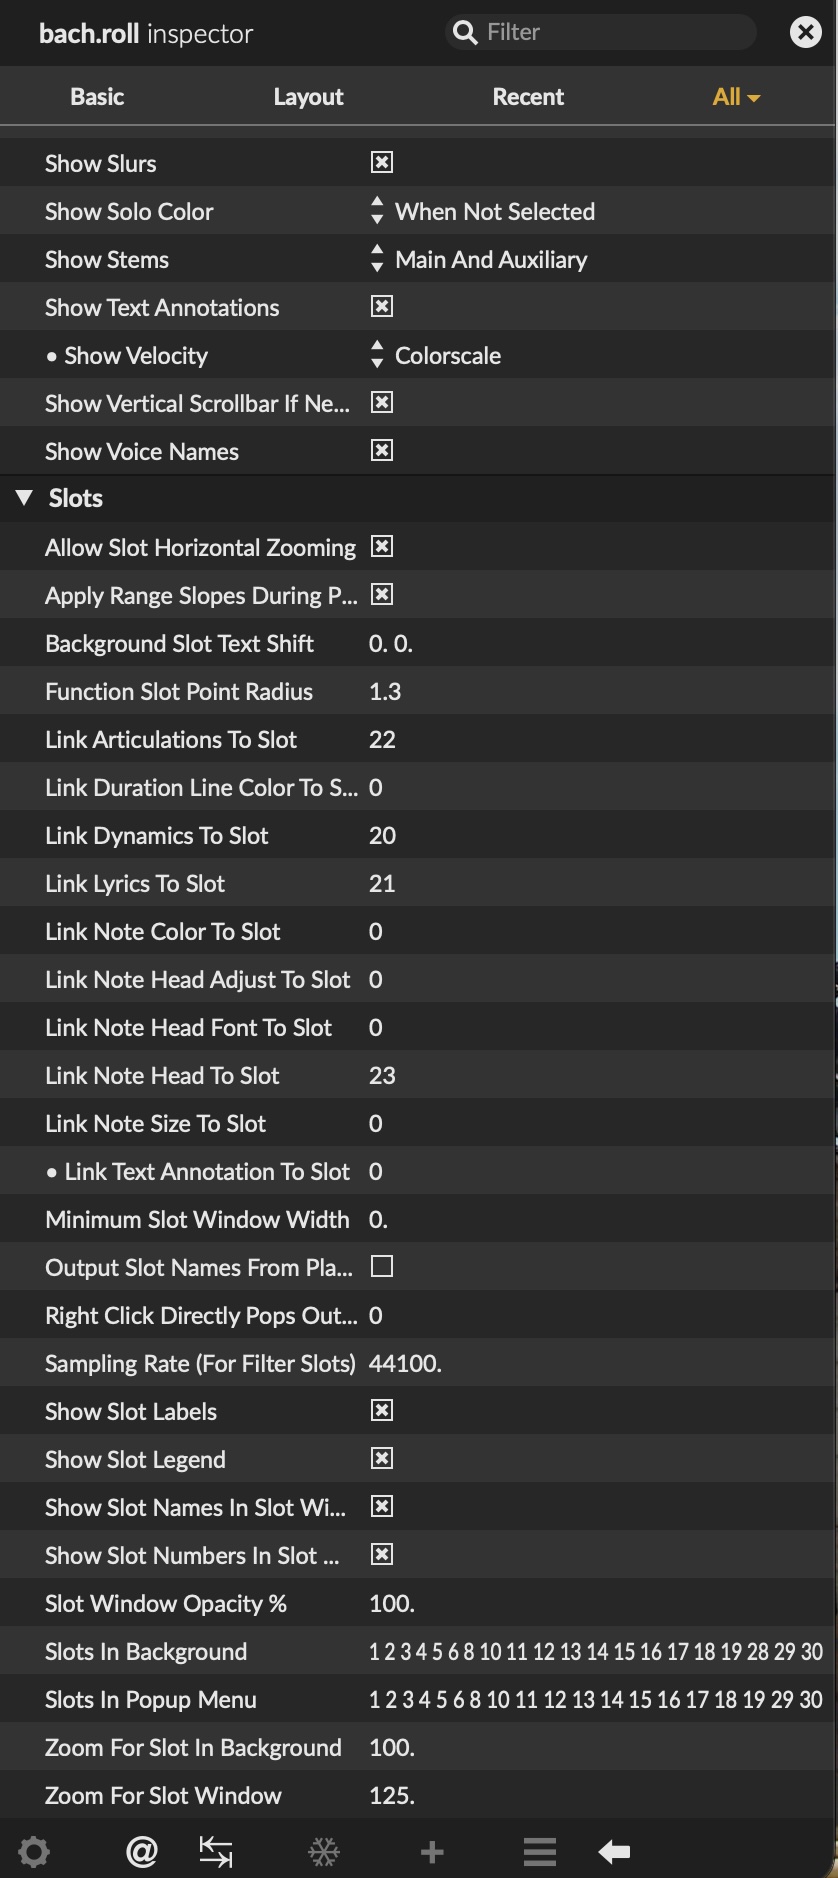 bach.roll inspector
Filter
Basic
Layout
Recent
All
Show Slurs
Show Solo Color When Not Selected
Show Stems Main And Auxiliary
Show Text Annotations
• Show Velocity Colorscale
Show Vertical Scrollbar If Ne...
Show Voice Names
Slots
Allow Slot Horizontal Zooming
Apply Range Slopes During P...
Background Slot Text Shift 0. 0.
Function Slot Point Radius 1.3
Link Articulations To Slot 22
Link Duration Line Color To S... 0
Link Dynamics To Slot 20
Link Lyrics To Slot 21
Link Note Color To Slot 0
Link Note Head Adjust To Slot 0
Link Note Head Font To Slot 0
Link Note Head To Slot 23
Link Note Size To Slot 0
• Link Text Annotation To Slot 0
Minimum Slot Window Width 0.
Output Slot Names From Pla...
Right Click Directly Pops Out... 0
Sampling Rate (For Filter Slots) 44100.
Show Slot Labels
Show Slot Legend
Show Slot Names In Slot Wi...
Show Slot Numbers In Slot ...
Slot Window Opacity % 100.
Slots In Background 1 2 3 4 5 6 8 10 11 12 13 14 15 16 17 18 19 28 29 30
Slots In Popup Menu 1 2 3 4 5 6 8 10 11 12 13 14 15 16 17 18 19 29 30
Zoom For Slot In Background 100.
Zoom For Slot Window 125.